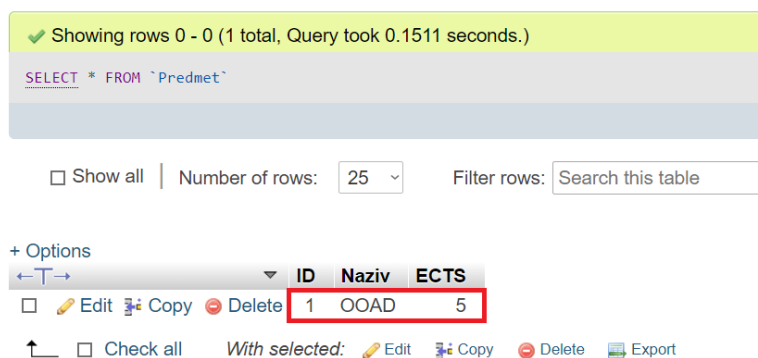 Showing rows 0 - 0 (1 total, Query took 0.1511 seconds.)
SELECT * FROM `Predmet`
Show all | Number of rows: 25 Filter rows: Search this table
+ Options
←T→ ID Naziv ECTS
Edit Copy Delete 1 OOAD 5
Check all With selected: Edit Copy Delete Export